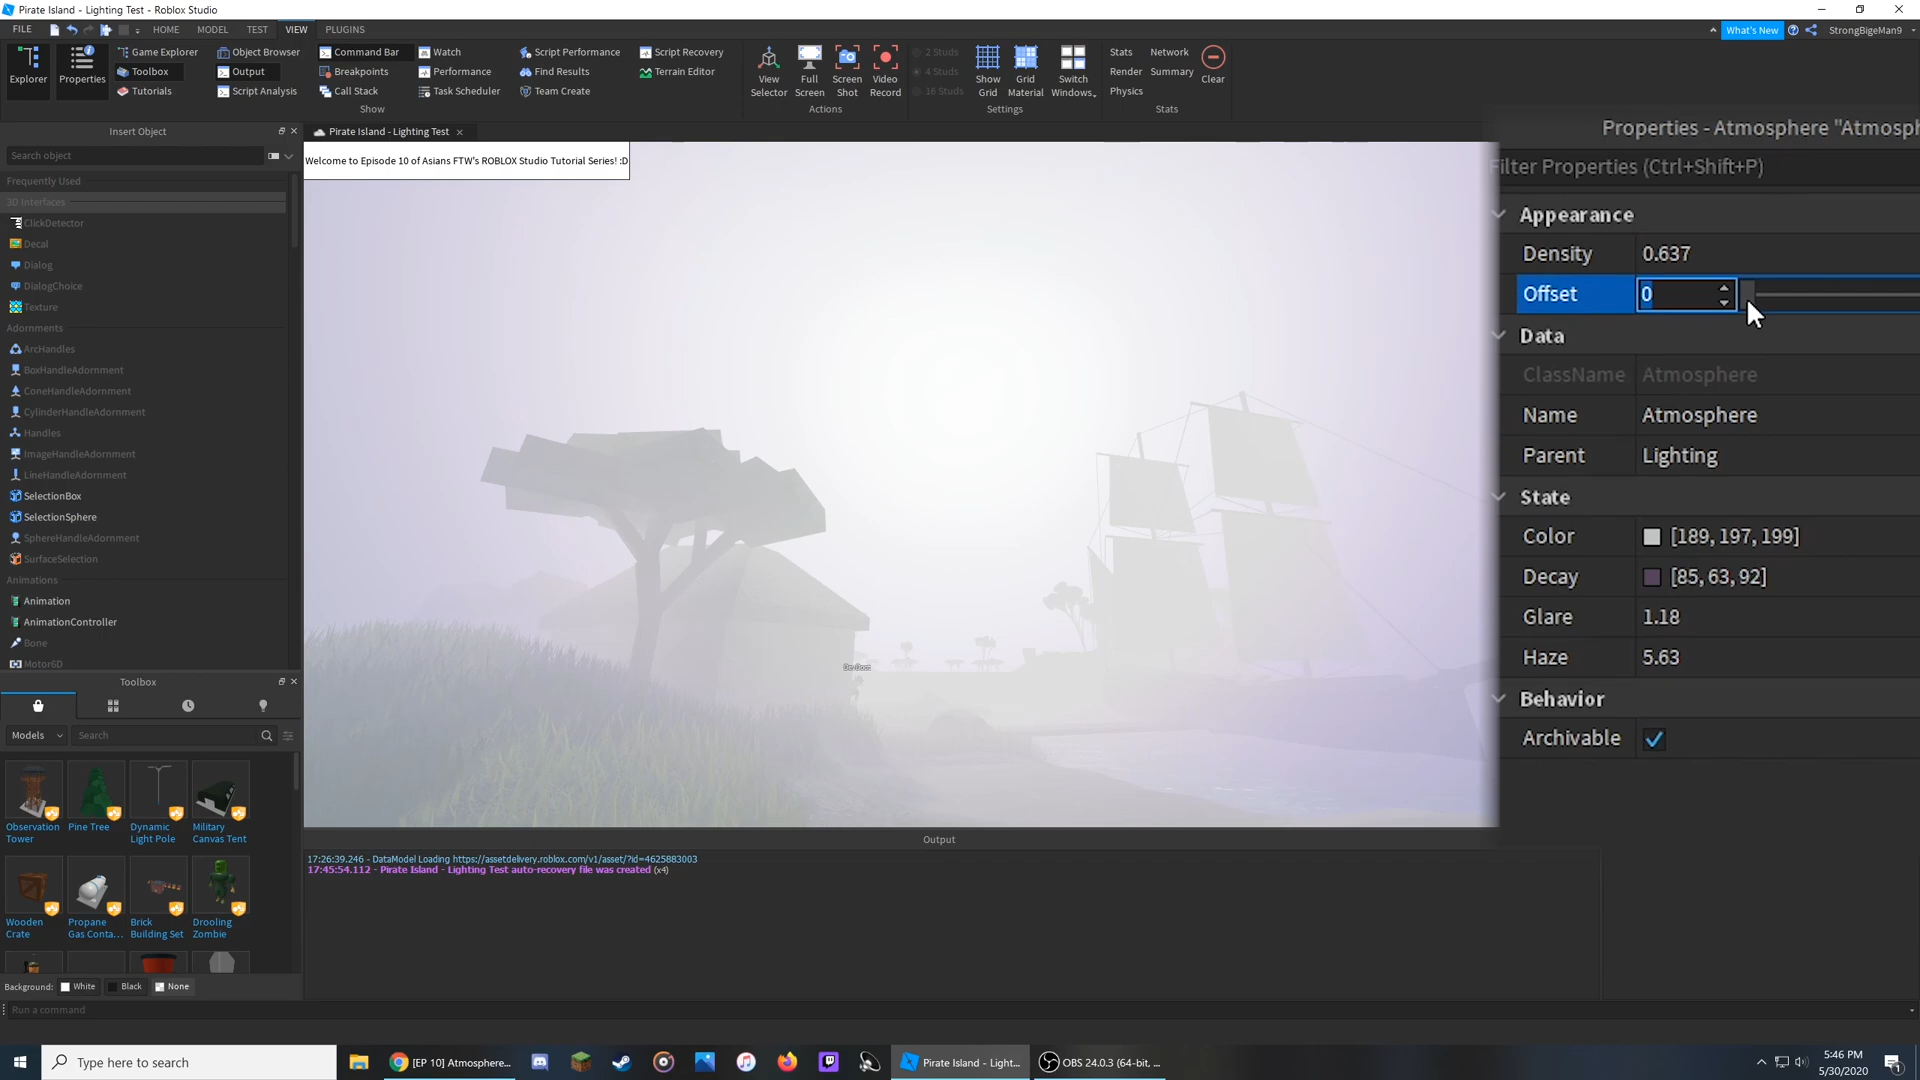 Pirate Island - Lighting Test - Roblox Studio
FILE HOME MODEL TEST VIEW PLUGINS What's New StrongBigeMan9
Explorer Properties
Game Explorer Object Browser Command Bar Watch Script Performance Script Recovery
Toolbox Output Breakpoints Performance Find Results Terrain Editor
Tutorials Script Analysis Call Stack Task Scheduler Team Create
Show
View Selector Full Screen Screen Shot Video Record
Actions
2 Studs
4 Studs
16 Studs
Show Grid Grid Material Switch Windows
Settings
Stats Network
Render Summary
Physics
Clear
Stats
Insert Object
Search object
Frequently Used
3D Interfaces
ClickDetector
Decal
Dialog
DialogChoice
Texture
Adornments
ArcHandles
BoxHandleAdornment
ConeHandleAdornment
CylinderHandleAdornment
Handles
ImageHandleAdornment
LineHandleAdornment
SelectionBox
SelectionSphere
SphereHandleAdornment
SurfaceSelection
Animations
Animation
AnimationController
Bone
Motor6D
Toolbox
Models Search
Observation Tower
Pine Tree
Dynamic Light Pole
Military Canvas Tent
Wooden Crate
Propane Gas Conta...
Brick Building Set
Drooling Zombie
Background: White Black None
Run a command
Pirate Island - Lighting Test
Welcome to Episode 10 of Asians FTW's ROBLOX Studio Tutorial Series! :D
Output
17:26:39.246 - DataModel Loading https://assetdelivery.roblox.com/v1/asset/?id=4625883003
17:45:54.112 - Pirate Island - Lighting Test auto-recovery file was created (x4)
Properties - Atmosphere "Atmosph
Filter Properties (Ctrl+Shift+P)
Appearance
Density 0.637
Offset 0
Data
ClassName Atmosphere
Name Atmosphere
Parent Lighting
State
Color [189, 197, 199]
Decay [85, 63, 92]
Glare 1.18
Haze 5.63
Behavior
Archivable
Type here to search
[EP 10] Atmosphere...
Pirate Island - Light...
OBS 24.0.3 (64-bit, ...
5:46 PM
5/30/2020
1